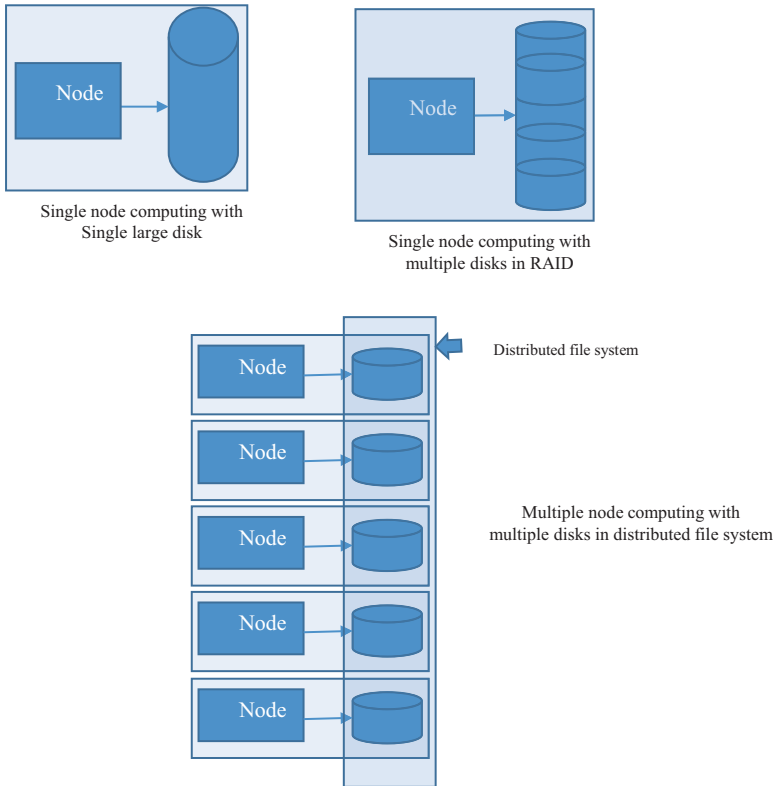 Node
Node
Single node computing with
Single large disk
Single node computing with
multiple disks in RAID
Node
Distributed file system
Node
Node
Multiple node computing with
multiple disks in distributed file system
Node
Node